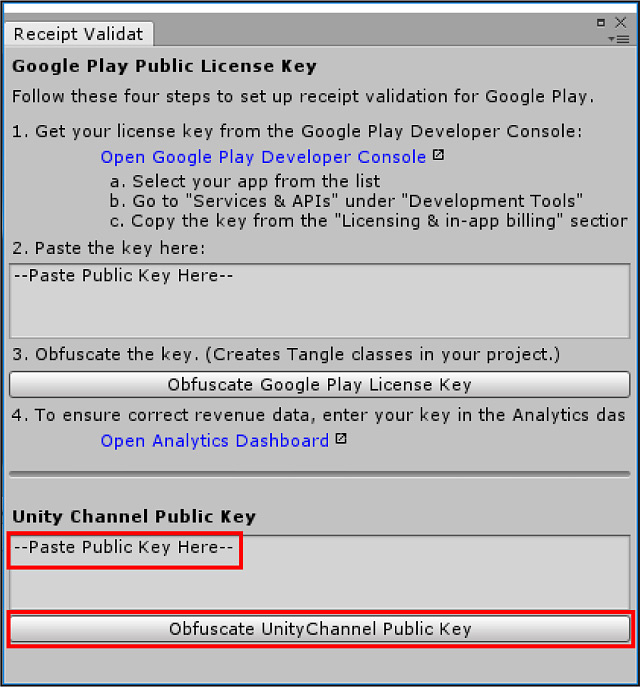 Receipt Validat
Google Play Public License Key
Follow these four steps to set up receipt validation for Google Play.
1. Get your license key from the Google Play Developer Console:
Open Google Play Developer Console
a. Select your app from the list
b. Go to "Services & APIs" under "Development Tools"
c. Copy the key from the "Licensing & in-app billing" section
2. Paste the key here:
--Paste Public Key Here--
3. Obfuscate the key. (Creates Tangle classes in your project.)
Obfuscate Google Play License Key
4. To ensure correct revenue data, enter your key in the Analytics das
Open Analytics Dashboard
Unity Channel Public Key
--Paste Public Key Here--
Obfuscate UnityChannel Public Key